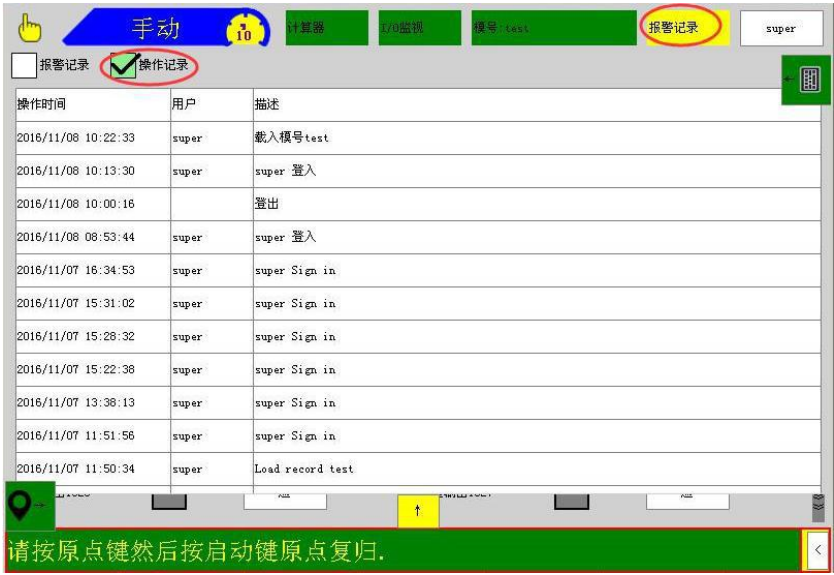 手动
10
计算器
I/O监视
模号:test
报警记录
super
报警记录
操作记录
操作时间 用户 描述
2016/11/08 10:22:33 super 载入模号test
2016/11/08 10:13:30 super super 登入
2016/11/08 10:00:16 登出
2016/11/08 08:53:44 super super 登入
2016/11/07 16:34:53 super super Sign in
2016/11/07 15:31:02 super super Sign in
2016/11/07 15:28:32 super super Sign in
2016/11/07 15:22:38 super super Sign in
2016/11/07 13:38:13 super super Sign in
2016/11/07 11:51:56 super super Sign in
2016/11/07 11:50:34 super Load record test
请按原点键然后按启动键原点复归.